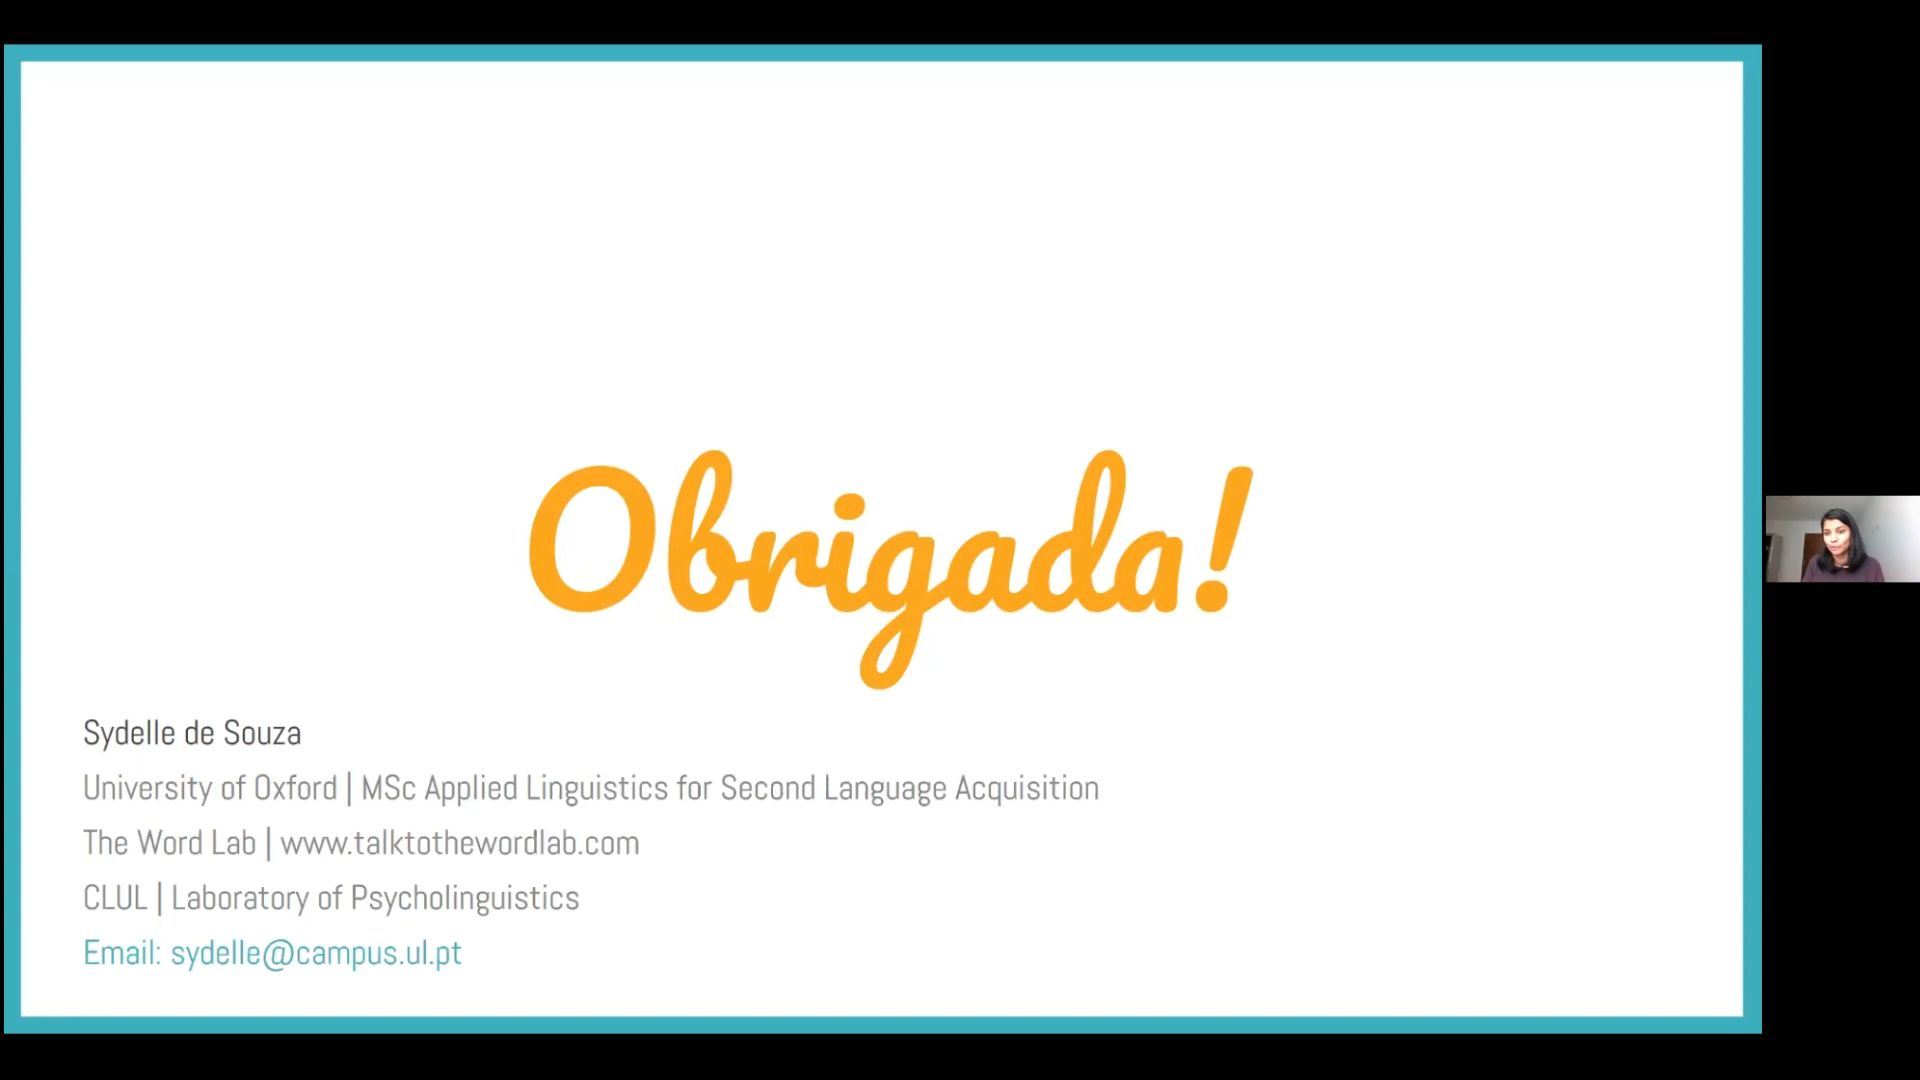 Obrigada!
Sydelle de Souza
University of Oxford | MSc Applied Linguistics for Second Language Acquisition
The Word Lab | www.talktothewordlab.com
CLUL | Laboratory of Psycholinguistics
Email: sydelle@campus.ul.pt